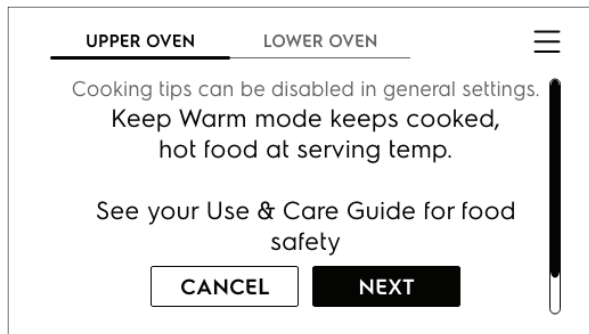 UPPER OVEN LOWER OVEN
Cooking tips can be disabled in general settings.
Keep Warm mode keeps cooked,
hot food at serving temp.
See your Use & Care Guide for food
safety
CANCEL NEXT